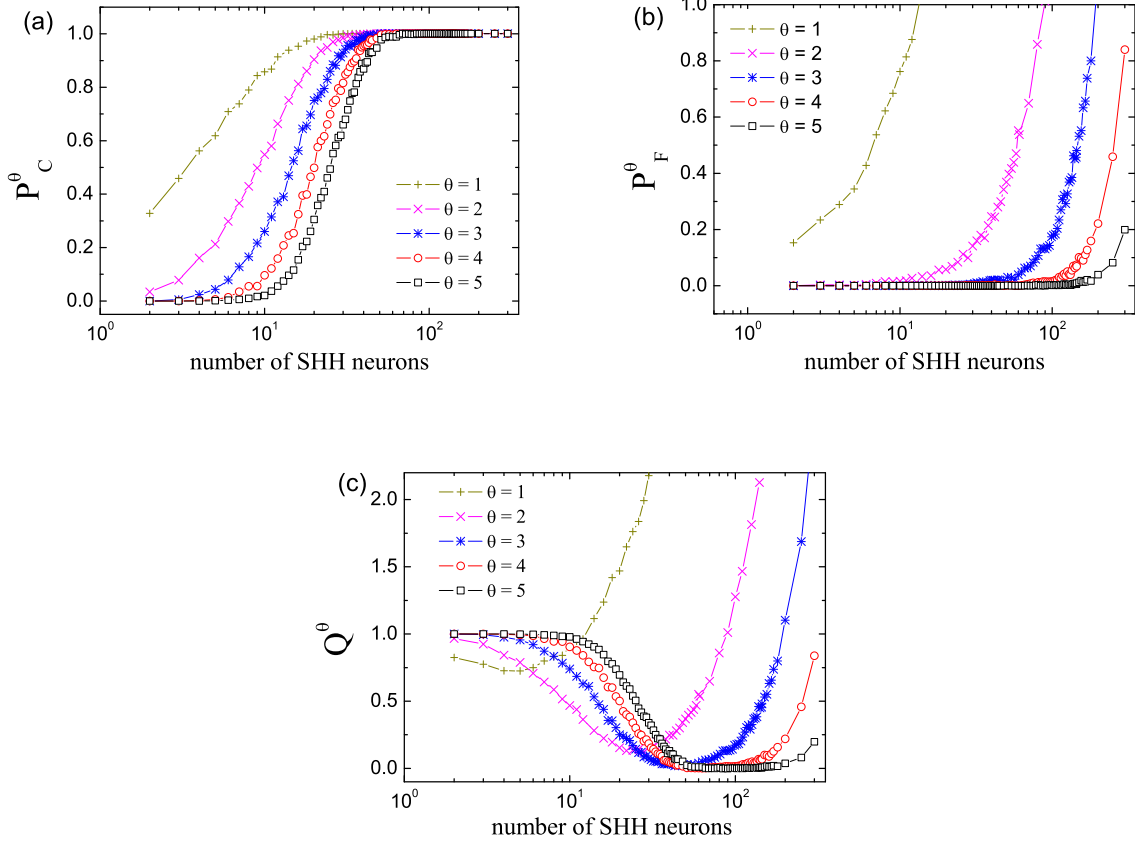 (a)
P^θ_C
1.0
0.8
0.6
0.4
0.2
0.0
θ = 1
θ = 2
θ = 3
θ = 4
θ = 5
10^0 10^1 10^2
number of SHH neurons
(b)
P^θ_F
1.0
0.8
0.6
0.4
0.2
0.0
θ = 1
θ = 2
θ = 3
θ = 4
θ = 5
10^0 10^1 10^2
number of SHH neurons
(c)
Q^θ
2.0
1.5
1.0
0.5
0.0
θ = 1
θ = 2
θ = 3
θ = 4
θ = 5
10^0 10^1 10^2
number of SHH neurons